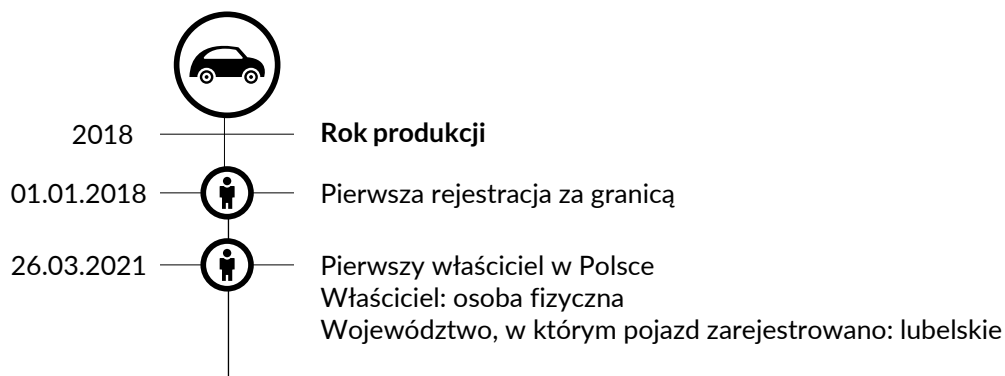 2018 Rok produkcji
01.01.2018 Pierwsza rejestracja za granicą
26.03.2021 Pierwszy właściciel w Polsce
Właściciel: osoba fizyczna
Województwo, w którym pojazd zarejestrowano: lubelskie